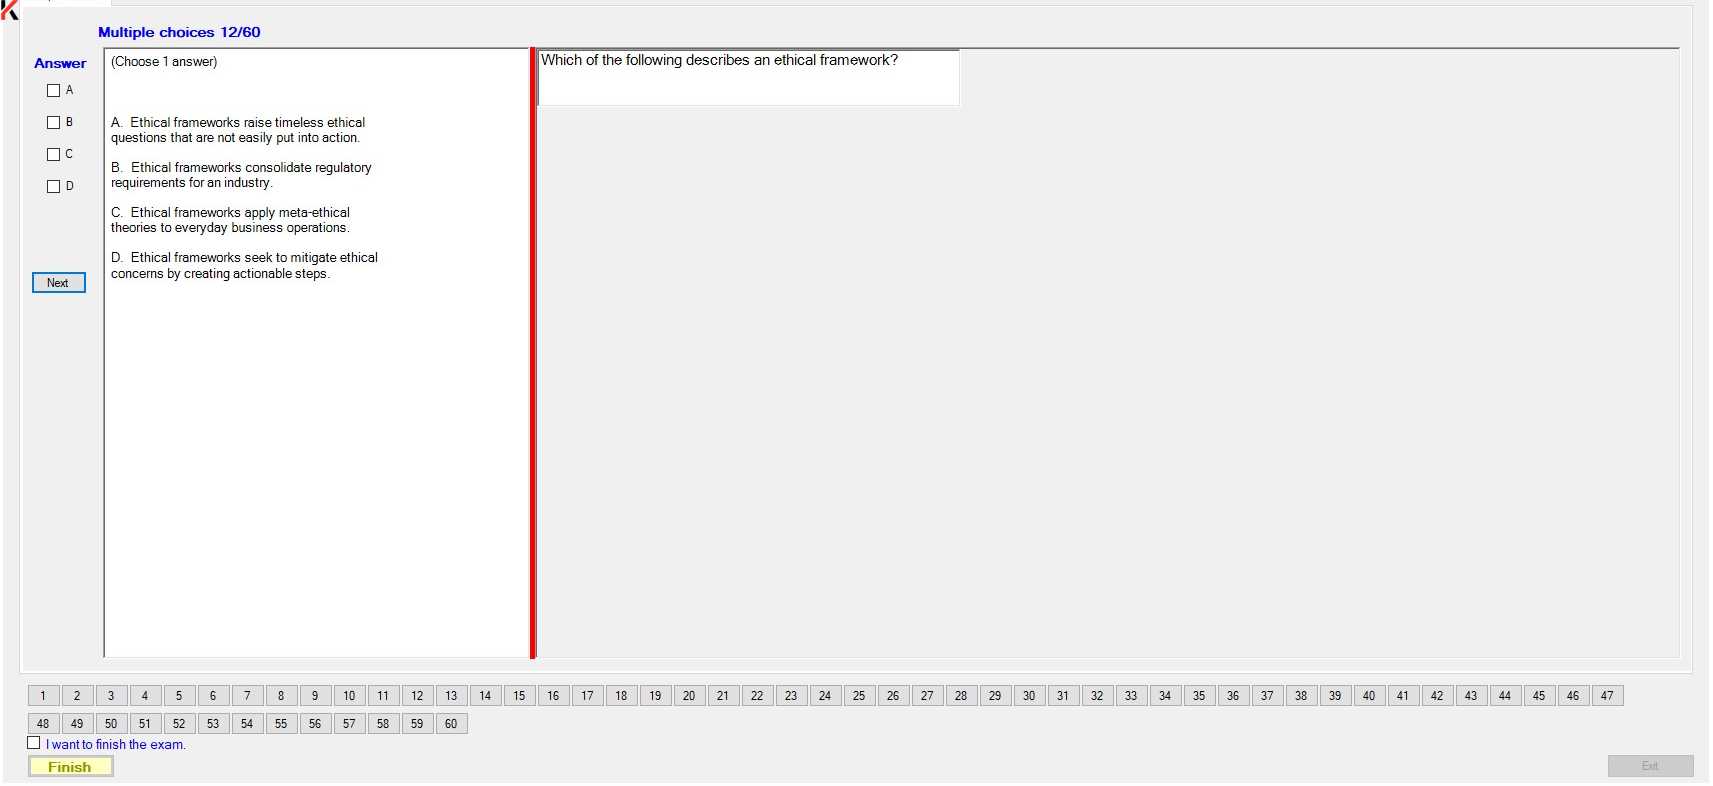 Multiple choices 12/60
Answer
A
B
C
D
Next
(Choose 1 answer)
A. Ethical frameworks raise timeless ethical
questions that are not easily put into action.
B. Ethical frameworks consolidate regulatory
requirements for an industry.
C. Ethical frameworks apply meta-ethical
theories to everyday business operations.
D. Ethical frameworks seek to mitigate ethical
concerns by creating actionable steps.
Which of the following describes an ethical framework?
1 2 3 4 5 6 7 8 9 10 11 12 13 14 15 16 17 18 19 20 21 22 23 24 25 26 27 28 29 30 31 32 33 34 35 36 37 38 39 40 41 42 43 44 45 46 47
48 49 50 51 52 53 54 55 56 57 58 59 60
I want to finish the exam.
Finish
Exit